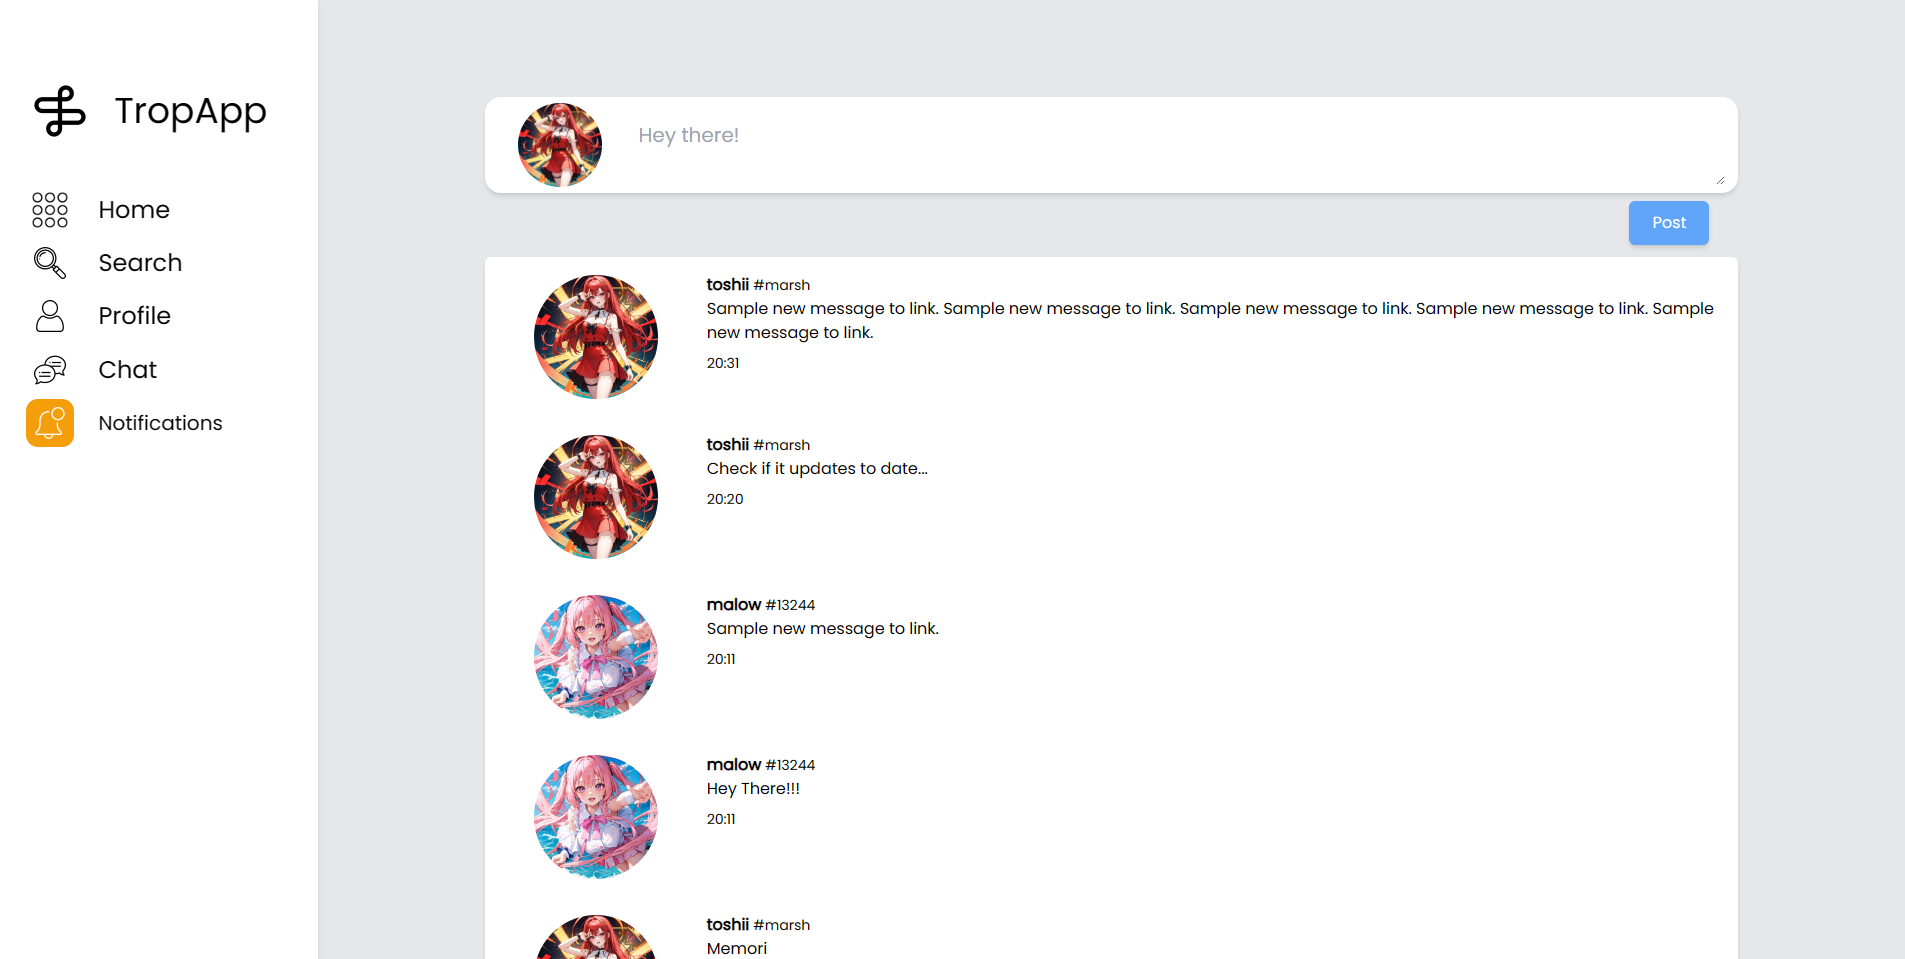 TropApp
Home
Search
Profile
Chat
Notifications
Hey there!
Post
toshii #marsh
Sample new message to link. Sample new message to link. Sample new message to link. Sample new message to link. Sample
new message to link.
20:31
toshii #marsh
Check if it updates to date...
20:20
malow #13244
Sample new message to link.
20:11
malow #13244
Hey There!!!
20:11
toshii #marsh
Memori